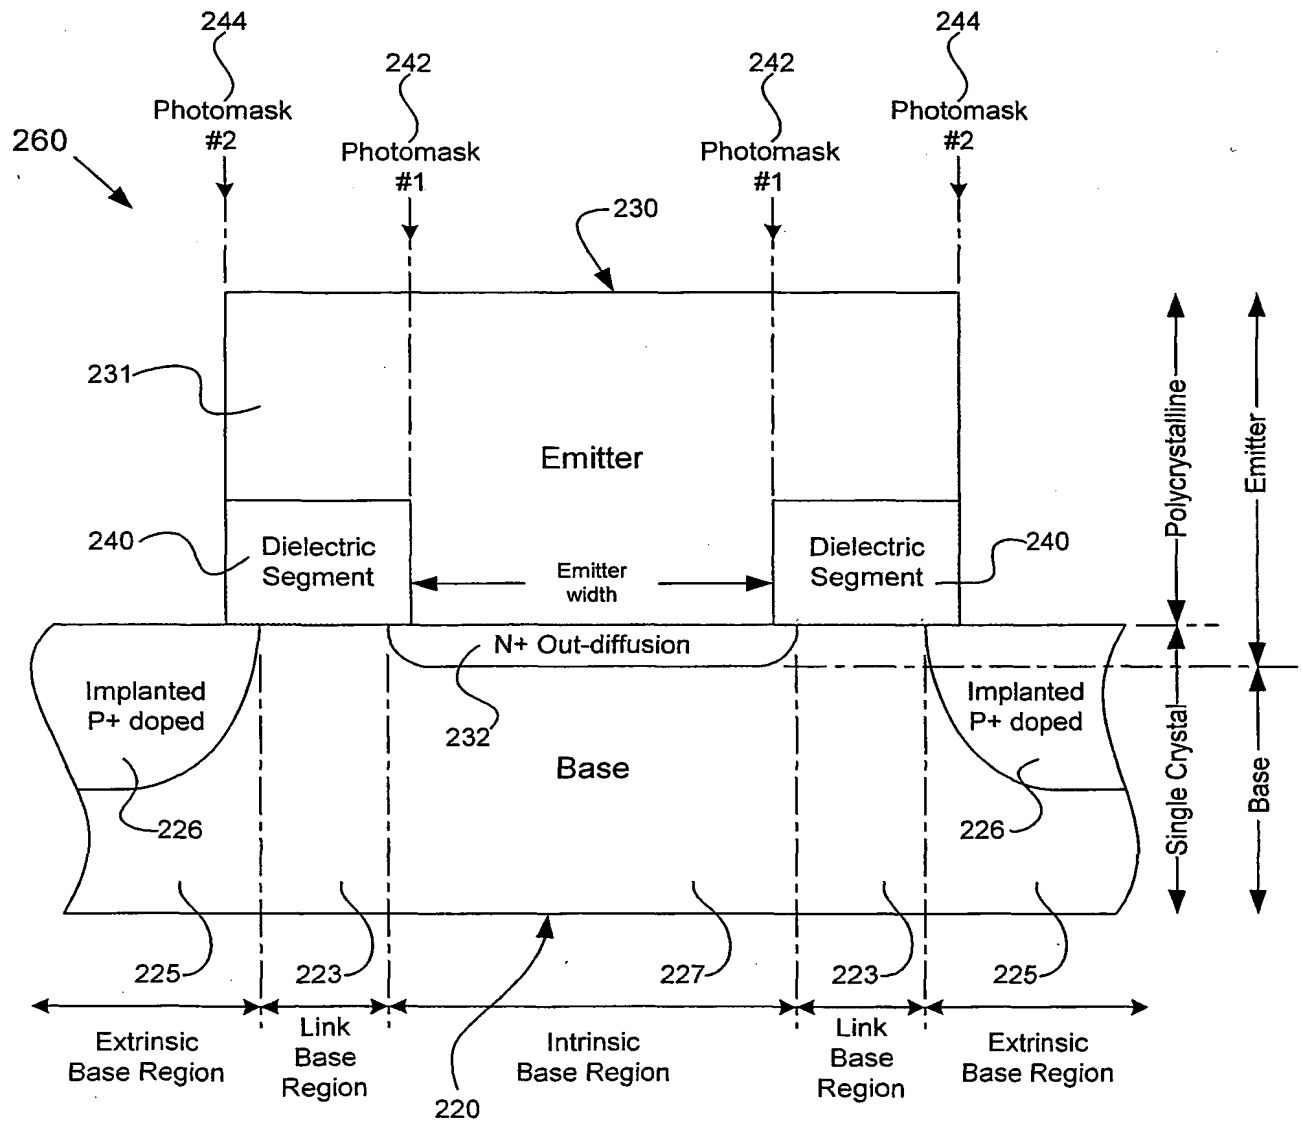 244
244
242
242
Photomask
#2
Photomask
#2
260
Photomask
#1
Photomask
#1
230
231
Emitter
Polycrystalline
Emitter
240
Dielectric
Segment
Emitter
width
Dielectric
Segment
240
N+ Out-diffusion
Implanted
P+ doped
232
Implanted
P+ doped
Base
Single Crystal
Base
226
226
225
223
227
223
225
Extrinsic
Base Region
Link
Base
Region
Intrinsic
Base Region
Link
Base
Region
Extrinsic
Base Region
220